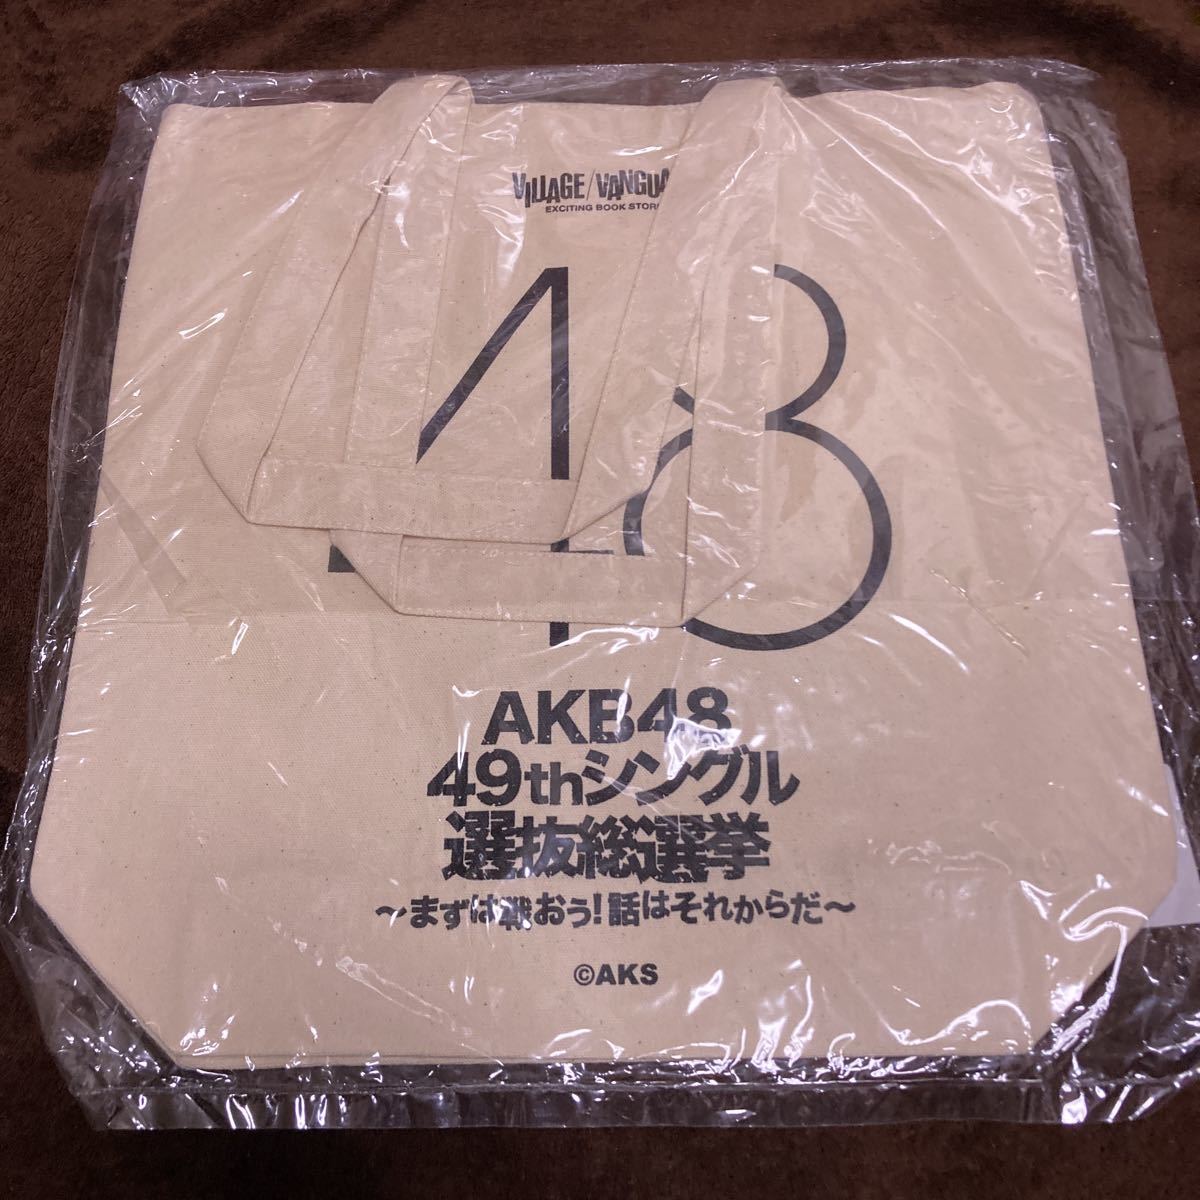 VILLAGE/VANGUA
EXCITING BOOK STOR
48
AKB48
49thシングル
選抜総選挙
～まずは戦おう！話はそれからだ～
©AKS